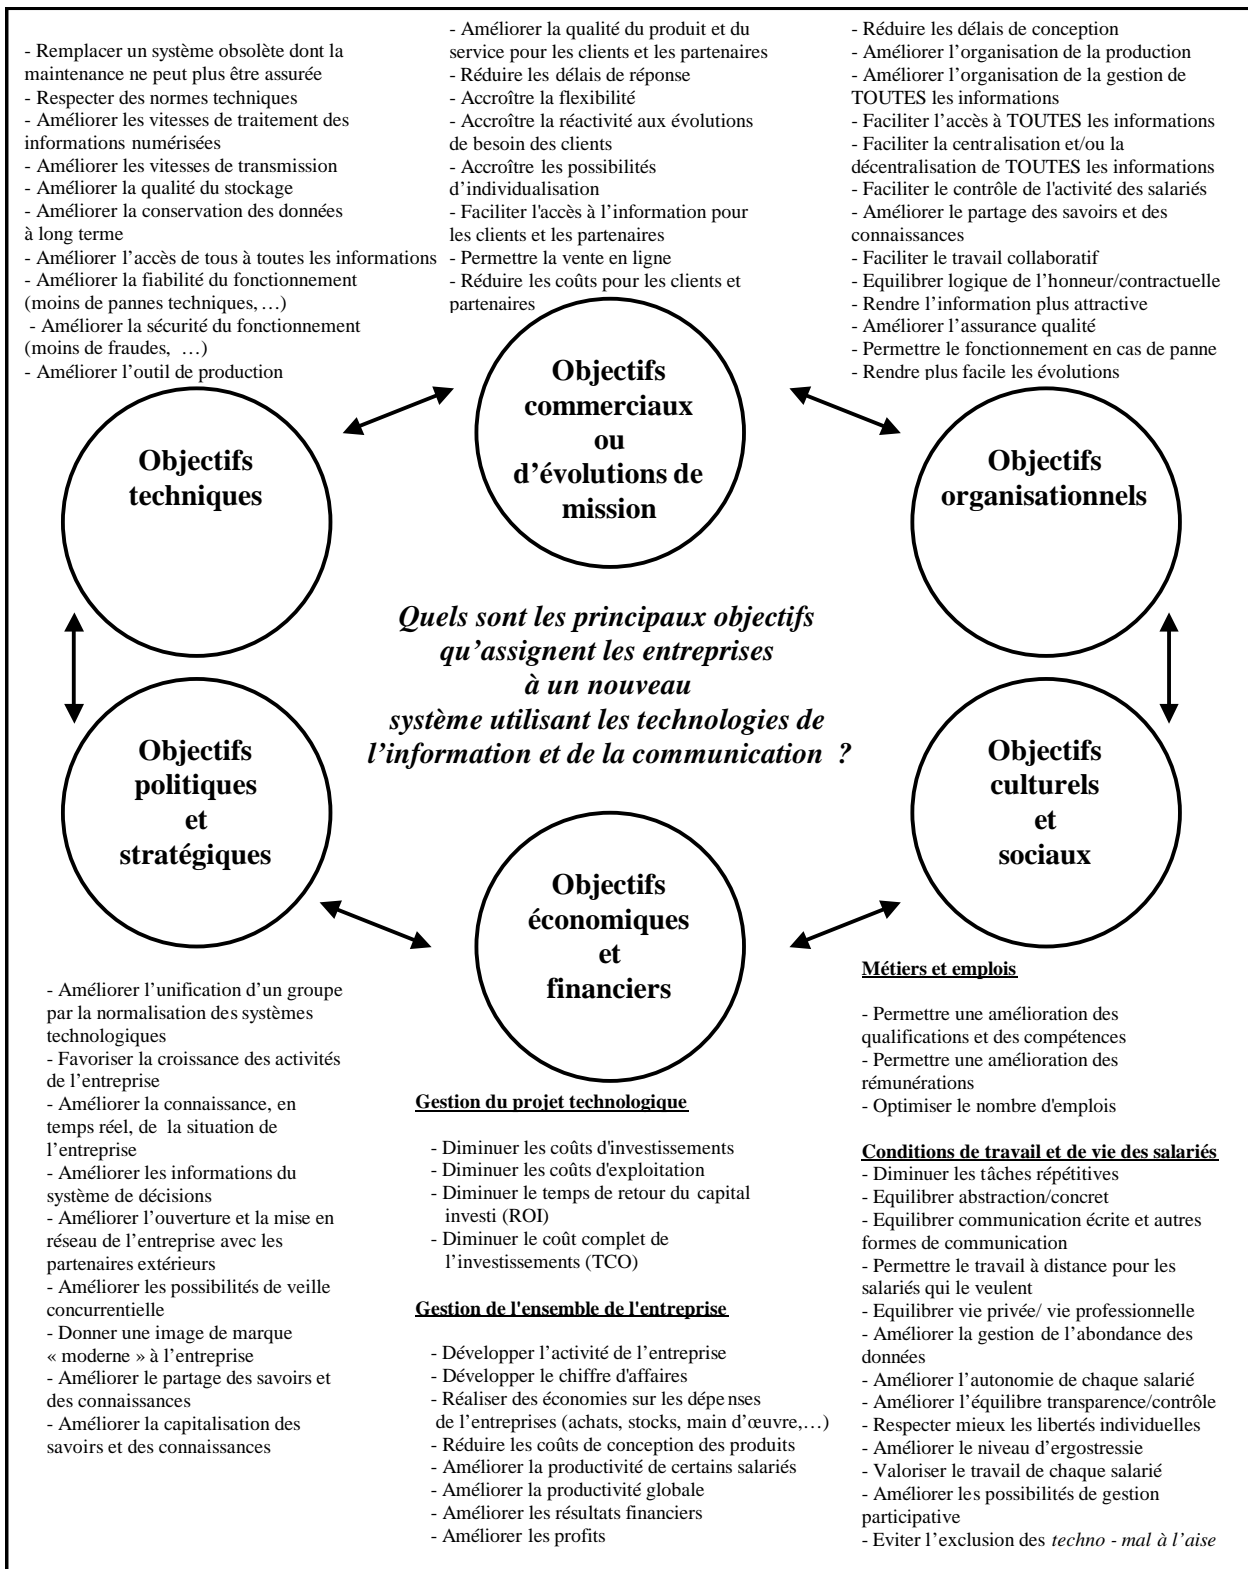 - Remplacer un système obsolète dont la
maintenance ne peut plus être assurée
- Respecter des normes techniques
- Améliorer les vitesses de traitement des
informations numérisées
- Améliorer les vitesses de transmission
- Améliorer la qualité du stockage
- Améliorer la conservation des données
à long terme
- Améliorer l’accès de tous à toutes les informations
- Améliorer la fiabilité du fonctionnement
(moins de pannes techniques, …)
- Améliorer la sécurité du fonctionnement
(moins de fraudes, …)
- Améliorer l’outil de production
- Améliorer la qualité du produit et du
service pour les clients et les partenaires
- Réduire les délais de réponse
- Accroître la flexibilité
- Accroître la réactivité aux évolutions
de besoin des clients
- Accroître les possibilités
d’individualisation
- Faciliter l'accès à l’information pour
les clients et les partenaires
- Permettre la vente en ligne
- Réduire les coûts pour les clients et
partenaires
- Réduire les délais de conception
- Améliorer l’organisation de la production
- Améliorer l’organisation de la gestion de
TOUTES les informations
- Faciliter l’accès à TOUTES les informations
- Faciliter la centralisation et/ou la
décentralisation de TOUTES les informations
- Faciliter le contrôle de l'activité des salariés
- Améliorer le partage des savoirs et des
connaissances
- Faciliter le travail collaboratif
- Equilibrer logique de l’honneur/contractuelle
- Rendre l’information plus attractive
- Améliorer l’assurance qualité
- Permettre le fonctionnement en cas de panne
- Rendre plus facile les évolutions
Objectifs
techniques
Objectifs
commerciaux
ou
d’évolutions de
mission
Objectifs
organisationnels
Quels sont les principaux objectifs
qu’assignent les entreprises
à un nouveau
système utilisant les technologies de
l’information et de la communication ?
Objectifs
politiques
et
stratégiques
Objectifs
économiques
et
financiers
Objectifs
culturels
et
sociaux
- Améliorer l’unification d’un groupe
par la normalisation des systèmes
technologiques
- Favoriser la croissance des activités
de l’entreprise
- Améliorer la connaissance, en
temps réel, de la situation de
l’entreprise
- Améliorer les informations du
système de décisions
- Améliorer l’ouverture et la mise en
réseau de l’entreprise avec les
partenaires extérieurs
- Améliorer les possibilités de veille
concurrentielle
- Donner une image de marque
« moderne » à l’entreprise
- Améliorer le partage des savoirs et
des connaissances
- Améliorer la capitalisation des
savoirs et des connaissances
Gestion du projet technologique
- Diminuer les coûts d'investissements
- Diminuer les coûts d'exploitation
- Diminuer le temps de retour du capital
investi (ROI)
- Diminuer le coût complet de
l’investissements (TCO)
Gestion de l'ensemble de l'entreprise
- Développer l’activité de l’entreprise
- Développer le chiffre d'affaires
- Réaliser des économies sur les dépenses
de l’entreprises (achats, stocks, main d’œuvre,…)
- Réduire les coûts de conception des produits
- Améliorer la productivité de certains salariés
- Améliorer la productivité globale
- Améliorer les résultats financiers
- Améliorer les profits
Métiers et emplois
- Permettre une amélioration des
qualifications et des compétences
- Permettre une amélioration des
rémunérations
- Optimiser le nombre d'emplois
Conditions de travail et de vie des salariés
- Diminuer les tâches répétitives
- Equilibrer abstraction/concret
- Equilibrer communication écrite et autres
formes de communication
- Permettre le travail à distance pour les
salariés qui le veulent
- Equilibrer vie privée/ vie professionnelle
- Améliorer la gestion de l’abondance des
données
- Améliorer l’autonomie de chaque salarié
- Améliorer l’équilibre transparence/contrôle
- Respecter mieux les libertés individuelles
- Améliorer le niveau d’ergostressie
- Valoriser le travail de chaque salarié
- Améliorer les possibilités de gestion
participative
- Eviter l’exclusion des techno - mal à l’aise